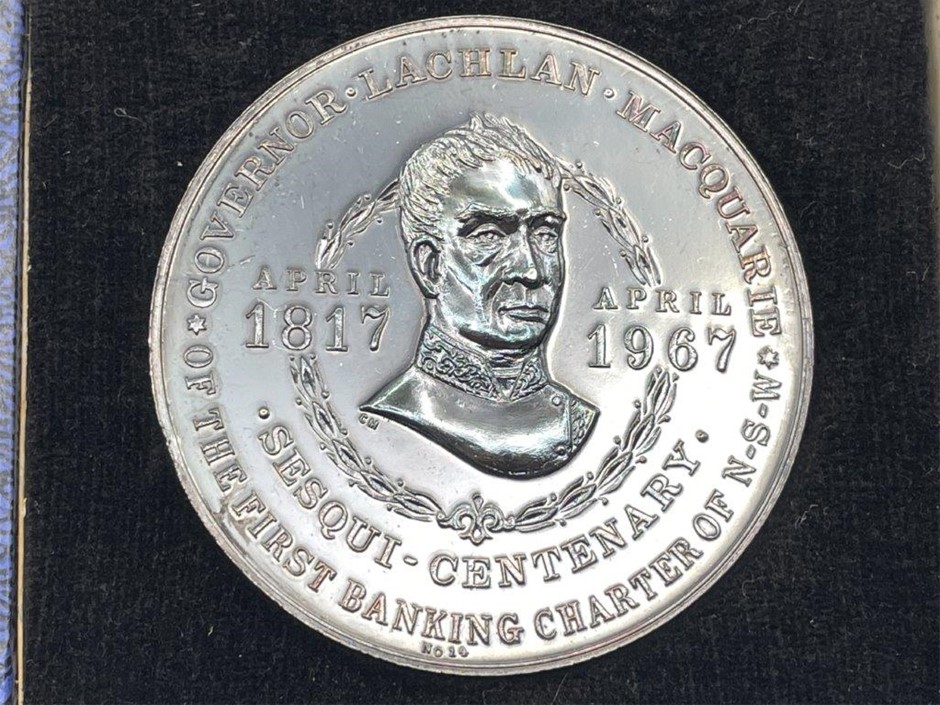 GOVERNOR · LACHLAN · MACQUARIE
APRIL
1817
APRIL
1967
CM
· SESQUI - CENTENARY ·
OF THE FIRST BANKING CHARTER OF N-S-W
No 14